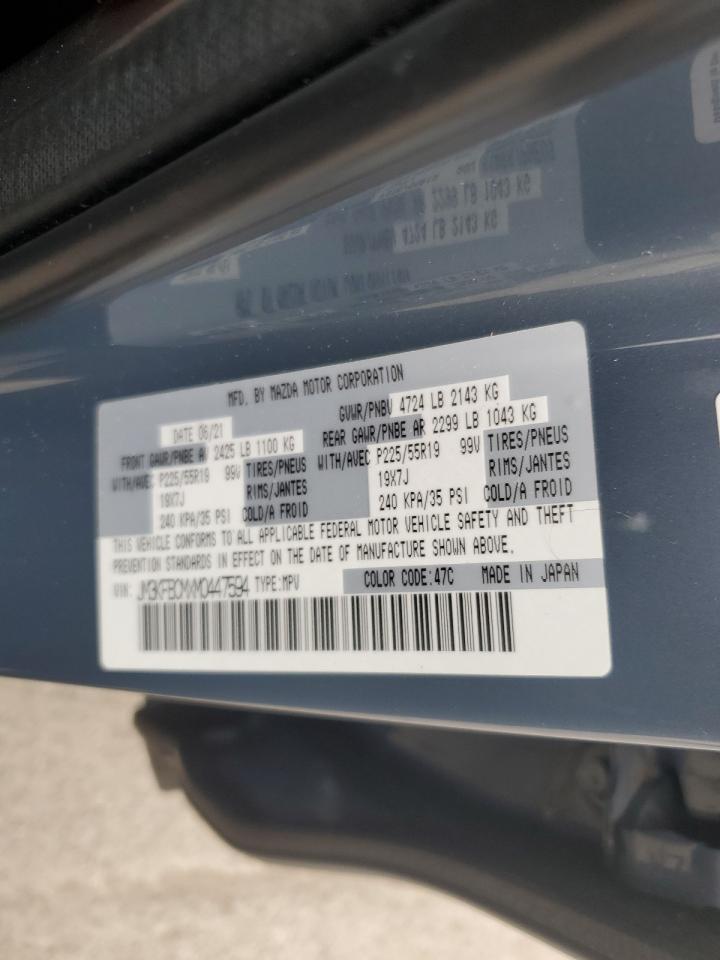 MFD. BY MAZDA MOTOR CORPORATION
DATE 06/21
GVWR/PNBV 4724 LB 2143 KG
FRONT GAWR/PNBE AV 2425 LB 1100 KG
REAR GAWR/PNBE AR 2299 LB 1043 KG
WITH/AVEC P225/55R19 99V TIRES/PNEUS
WITH/AVEC P225/55R19 99V TIRES/PNEUS
19X7J RIMS/JANTES
19X7J RIMS/JANTES
240 KPA/35 PSI COLD/A FROID
240 KPA/35 PSI COLD/A FROID
THIS VEHICLE CONFORMS TO ALL APPLICABLE FEDERAL MOTOR VEHICLE SAFETY AND THEFT
PREVENTION STANDARDS IN EFFECT ON THE DATE OF MANUFACTURE SHOWN ABOVE.
VIN: JM3KFBCMXM0447594 TYPE:MPV COLOR CODE:47C MADE IN JAPAN